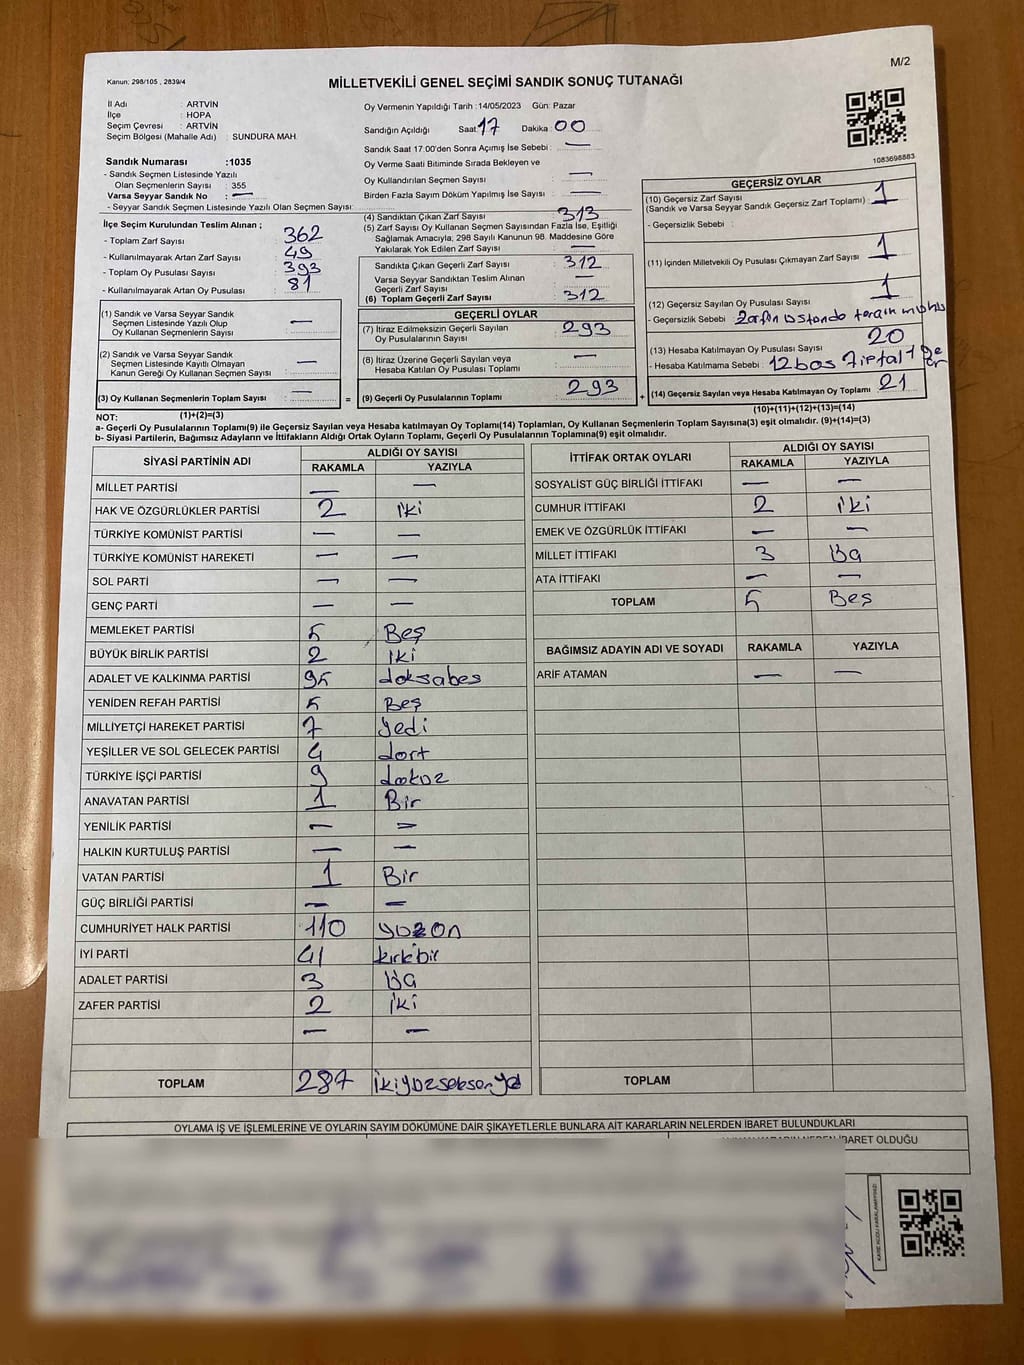 M/2
Kanun; 298/105 , 2839/4
MİLLETVEKİLİ GENEL SEÇİMİ SANDIK SONUÇ TUTANAĞI
İl Adı : ARTVİN
İlçe : HOPA
Seçim Çevresi : ARTVİN
Seçim Bölgesi (Mahalle Adı) : SUNDURA MAH.
Sandık Numarası :1035
- Sandık Seçmen Listesinde Yazılı
Olan Seçmenlerin Sayısı : 355
Varsa Seyyar Sandık No : —
- Seyyar Sandık Seçmen Listesinde Yazılı Olan Seçmen Sayısı:
Oy Vermenin Yapıldığı Tarih :14/05/2023 Gün: Pazar
Sandığın Açıldığı Saat: 17 Dakika: 00
Sandık Saat 17:00'den Sonra Açımış İse Sebebi : —
Oy Verme Saati Bitiminde Sırada Bekleyen ve
Oy Kullandırılan Seçmen Sayısı : —
Birden Fazla Sayım Döküm Yapılmış İse Sayısı : —
1083698883
İlçe Seçim Kurulundan Teslim Alınan ;
- Toplam Zarf Sayısı : 362
- Kullanılmayarak Artan Zarf Sayısı : 49
- Toplam Oy Pusulası Sayısı : 393
- Kullanılmayarak Artan Oy Pusulası : 81
(1) Sandık ve Varsa Seyyar Sandık
Seçmen Listesinde Yazılı Olup
Oy Kullanan Seçmenlerin Sayısı : —
(2) Sandık ve Varsa Seyyar Sandık
Seçmen Listesinde Kayıtlı Olmayan
Kanun Gereği Oy Kullanan Seçmen Sayısı : —
(3) Oy Kullanan Seçmenlerin Toplam Sayısı : —
(1)+(2)=(3)
(4) Sandıktan Çıkan Zarf Sayısı : 313
(5) Zarf Sayısı Oy Kullanan Seçmen Sayısından Fazla İse, Eşitliği
Sağlamak Amacıyla; 298 Sayılı Kanunun 98. Maddesine Göre
Yakılarak Yok Edilen Zarf Sayısı : —
Sandıkta Çıkan Geçerli Zarf Sayısı : 312
Varsa Seyyar Sandıktan Teslim Alınan
Geçerli Zarf Sayısı : —
(6) Toplam Geçerli Zarf Sayısı : 312
GEÇERLİ OYLAR
(7) İtiraz Edilmeksizin Geçerli Sayılan
Oy Pusulalarının Sayısı : 293
(8) İtiraz Üzerine Geçerli Sayılan veya
Hesaba Katılan Oy Pusulası Toplamı : —
= (9) Geçerli Oy Pusulalarının Toplamı : 293 +
GEÇERSİZ OYLAR
(10) Geçersiz Zarf Sayısı
(Sandık ve Varsa Seyyar Sandık Geçersiz Zarf Toplamı) : 1
- Geçersizlik Sebebi :
(11) İçinden Milletvekili Oy Pusulası Çıkmayan Zarf Sayısı : 1
(12) Geçersiz Sayılan Oy Pusulası Sayısı : 1
- Geçersizlik Sebebi :
(13) Hesaba Katılmayan Oy Pusulası Sayısı : 20
- Hesaba Katılmama Sebebi : 12 boş 7 iptal 1
(14) Geçersiz Sayılan veya Hesaba Katılmayan Oy Toplamı : 21
(10)+(11)+(12)+(13)=(14)
NOT:
a- Geçerli Oy Pusulalarının Toplamı(9) ile Geçersiz Sayılan veya Hesaba katılmayan Oy Toplamı(14) Toplamları, Oy Kullanan Seçmenlerin Toplam Sayısına(3) eşit olmalıdır. (9)+(14)=(3)
b- Siyasi Partilerin, Bağımsız Adayların ve İttifakların Aldığı Ortak Oyların Toplamı, Geçerli Oy Pusulalarının Toplamına(9) eşit olmalıdır.
SİYASİ PARTİNİN ADI ALDIĞI OY SAYISI
RAKAMLA YAZIYLA
MİLLET PARTİSİ — —
HAK VE ÖZGÜRLÜKLER PARTİSİ 2 iki
TÜRKİYE KOMÜNİST PARTİSİ — —
TÜRKİYE KOMÜNİST HAREKETİ — —
SOL PARTİ — —
GENÇ PARTİ — —
MEMLEKET PARTİSİ 5 Beş
BÜYÜK BİRLİK PARTİSİ 2 iki
ADALET VE KALKINMA PARTİSİ 95 doksabes
YENİDEN REFAH PARTİSİ 5 Beş
MİLLİYETÇİ HAREKET PARTİSİ 7 Yedi
YEŞİLLER VE SOL GELECEK PARTİSİ 4 dort
TÜRKİYE İŞÇİ PARTİSİ 9 dokuz
ANAVATAN PARTİSİ 1 Bir
YENİLİK PARTİSİ — —
HALKIN KURTULUŞ PARTİSİ — —
VATAN PARTİSİ 1 Bir
GÜÇ BİRLİĞİ PARTİSİ — —
CUMHURİYET HALK PARTİSİ 110 yüzon
İYİ PARTİ 41 kırkbir
ADALET PARTİSİ 3 Üç
ZAFER PARTİSİ 2 iki
— —
TOPLAM 287
İTTİFAK ORTAK OYLARI ALDIĞI OY SAYISI
RAKAMLA YAZIYLA
SOSYALİST GÜÇ BİRLİĞİ İTTİFAKI — —
CUMHUR İTTİFAKI 2 iki
EMEK VE ÖZGÜRLÜK İTTİFAKI — —
MİLLET İTTİFAKI 3 Üç
ATA İTTİFAKI — —
TOPLAM 5 Beş
BAĞIMSIZ ADAYIN ADI VE SOYADI RAKAMLA YAZIYLA
ARİF ATAMAN — —
TOPLAM
OYLAMA İŞ VE İŞLEMLERİNE VE OYLARIN SAYIM DÖKÜMÜNE DAİR ŞİKAYETLERLE BUNLARA AİT KARARLARIN NELERDEN İBARET BULUNDUKLARI
İBARET OLDUĞU